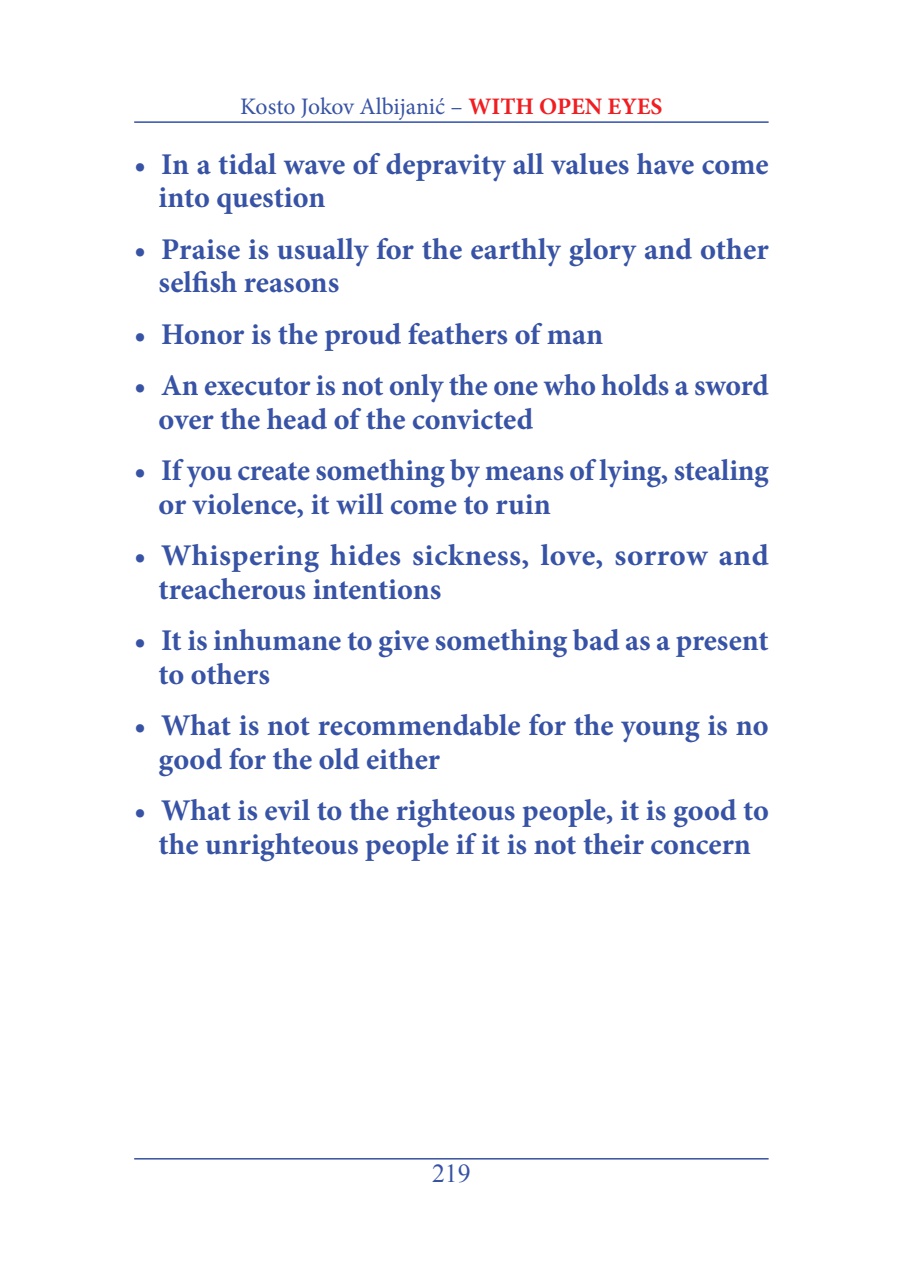 Kosto Jokov Albijanić – WITH OPEN EYES
• In a tidal wave of depravity all values have come
into question
• Praise is usually for the earthly glory and other
selfish reasons
• Honor is the proud feathers of man
• An executor is not only the one who holds a sword
over the head of the convicted
• If you create something by means of lying, stealing
or violence, it will come to ruin
• Whispering hides sickness, love, sorrow and
treacherous intentions
• It is inhumane to give something bad as a present
to others
• What is not recommendable for the young is no
good for the old either
• What is evil to the righteous people, it is good to
the unrighteous people if it is not their concern
219